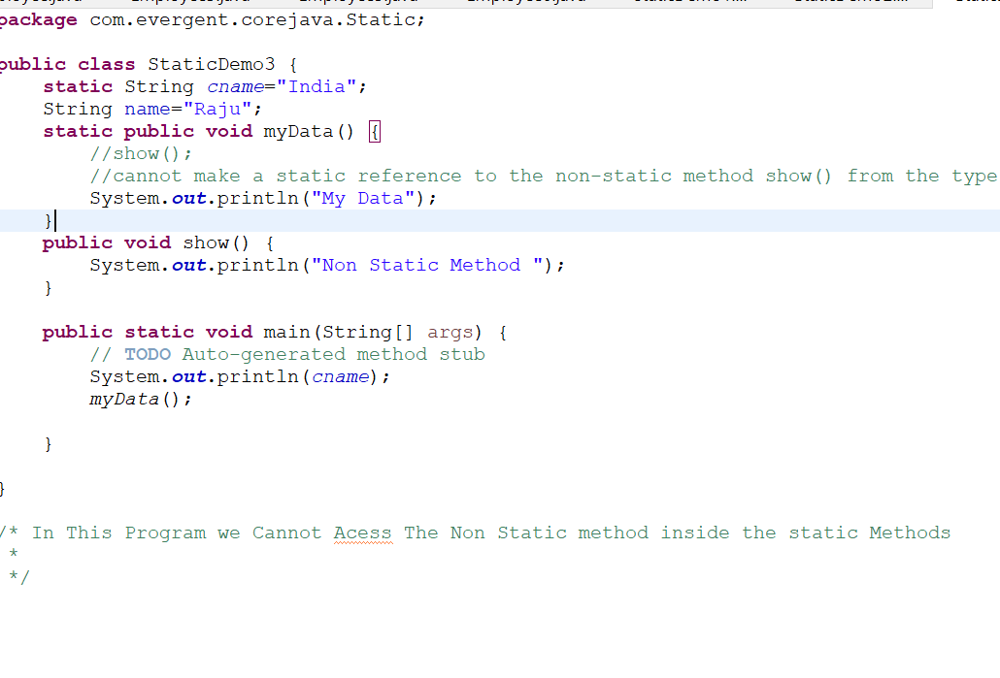 package com.evergent.corejava.Static;
public class StaticDemo3 {
static String cname="India";
String name="Raju";
static public void myData() {
//show();
//cannot make a static reference to the non-static method show() from the type
System.out.println("My Data");
}
public void show() {
System.out.println("Non Static Method ");
}
public static void main(String[] args) {
// TODO Auto-generated method stub
System.out.println(cname);
myData();
}
}
/* In This Program we Cannot Acess The Non Static method inside the static Methods
*
*/